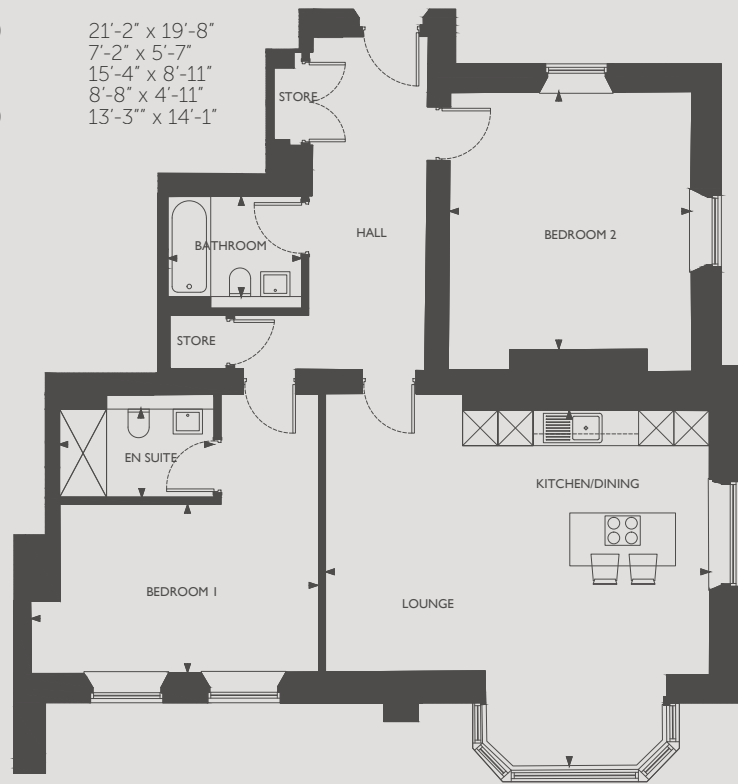 ) 21'-2" x 19'-8"
7'-2" x 5'-7"
15'-4" x 8'-11"
8'-8" x 4'-11"
) 13'-3"" x 14'-1"
STORE
HALL
BEDROOM 2
BATHROOM
STORE
EN SUITE
KITCHEN/DINING
BEDROOM 1
LOUNGE